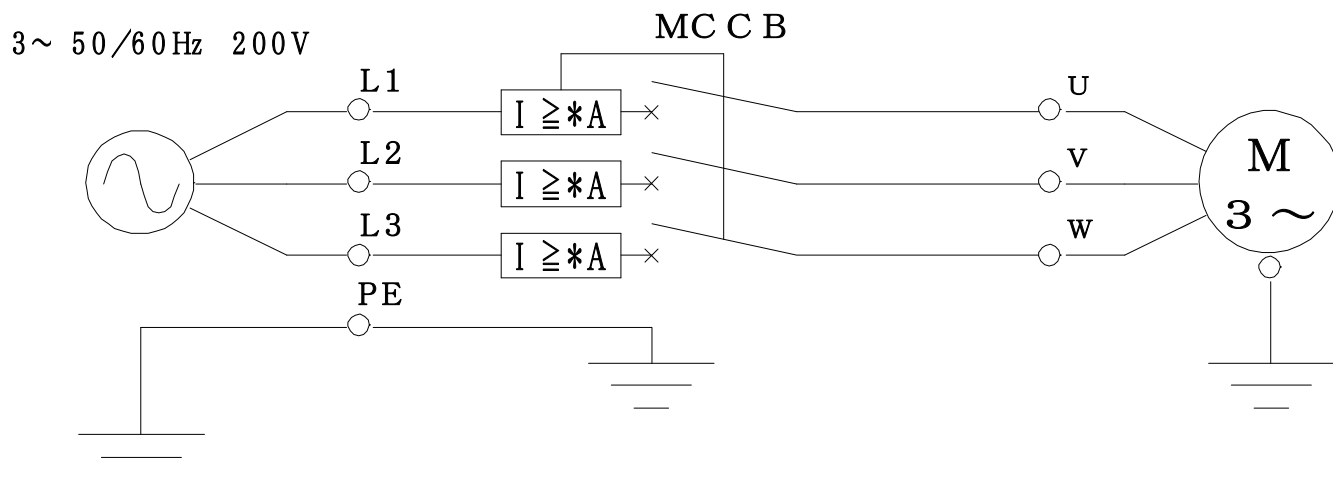 MCCB
3～ 50/60Hz 200V
L1
U
I ≧*A
L2
V
I ≧*A
M
3～
L3
W
I ≧*A
PE